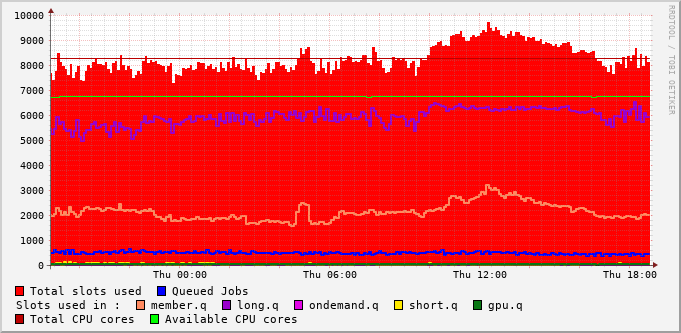 10000
9000
8000
7000
6000
5000
4000
3000
2000
1000
0
Thu 00:00 Thu 06:00 Thu 12:00 Thu 18:00
RRDTOOL / TOBI OETIKER
Total slots used Queued Jobs
Slots used in : member.q long.q ondemand.q short.q gpu.q
Total CPU cores Available CPU cores